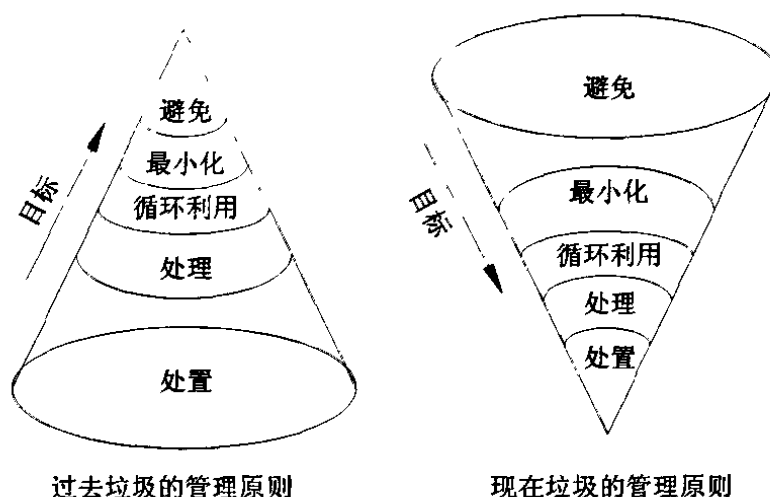 避免
最小化
循环利用
处理
处置
目标
过去垃圾的管理原则
避免
最小化
循环利用
处理
处置
目标
现在垃圾的管理原则